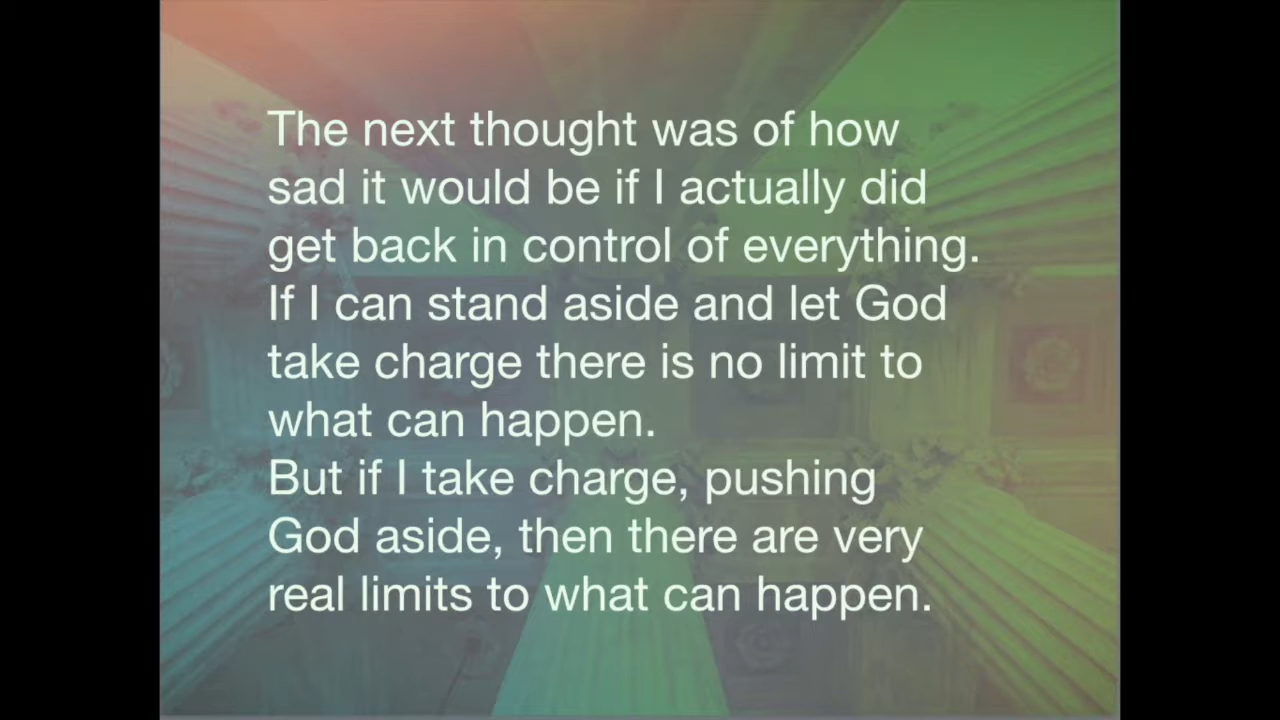 The next thought was of how
sad it would be if I actually did
get back in control of everything.
If I can stand aside and let God
take charge there is no limit to
what can happen.
But if I take charge, pushing
God aside, then there are very
real limits to what can happen.